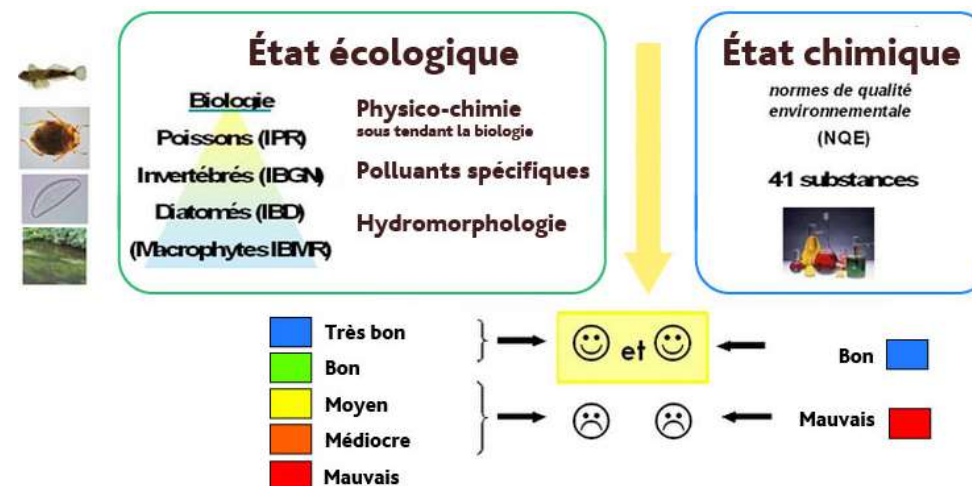 État écologique
Biologie
Poissons (IPR)
Invertébrés (IBGN)
Diatomés (IBD)
(Macrophytes IBMR)
Physico-chimie
sous tendant la biologie
Polluants spécifiques
Hydromorphologie
État chimique
normes de qualité
environnementale
(NQE)
41 substances
Très bon
Bon
Moyen
Médiocre
Mauvais
et
Bon
Mauvais